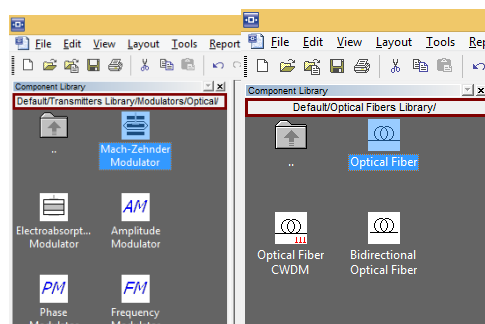 File Edit View Layout Tools Report
Component Library
Default/Transmitters Library/Modulators/Optical/
..
Mach-Zehnder
Modulator
Electroabsorpt...
Modulator
Amplitude
Modulator
AM
PM
FM
Phase
Frequency
File Edit View Layout Tools
Component Library
Default/Optical Fibers Library/
..
Optical Fiber
Optical Fiber
CWDM
Bidirectional
Optical Fiber